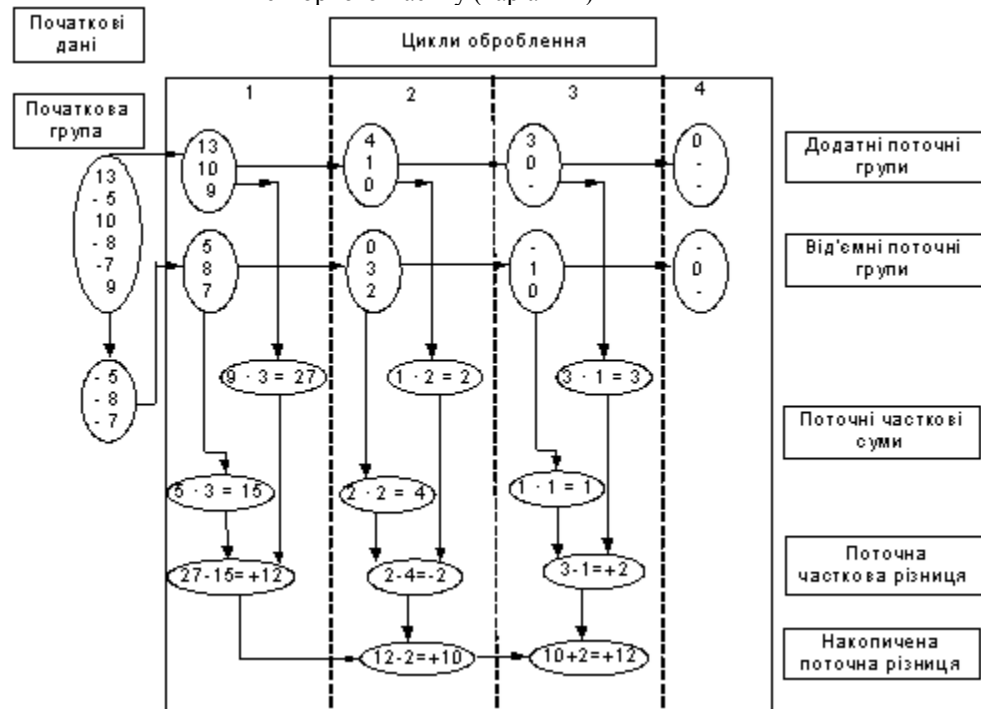 Початкові
дані
Цикли оброблення
Початкова
група
1
2
3
4
13
- 5
10
- 8
-7
9
13
10
9
4
1
0
3
0
-
0
-
-
Додатні поточні
групи
5
8
7
0
3
2
-
1
0
-
0
-
Від'ємні поточні
групи
- 5
- 8
- 7
9 · 3 = 27
1 · 2 = 2
3 · 1 = 3
Поточні часткові
суми
5 · 3 = 15
2 · 2 = 4
1 · 1 = 1
27-15=+12
2-4=-2
3-1=+2
Поточна
часткова різниця
12-2=+10
10+2=+12
Накопичена
поточна різниця